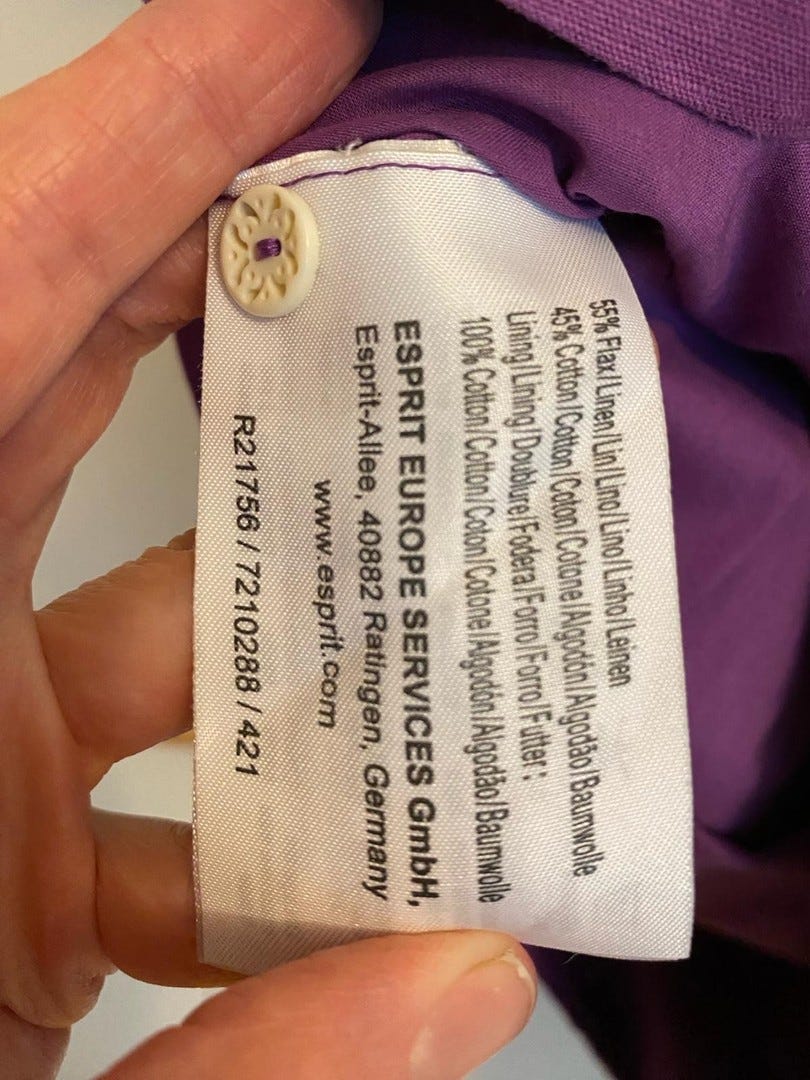 55% Flax/Linen/Lin/Lino/Lino/Linho/Leinen
45% Cotton/Cotton/Coton/Cotone/Algodón/Algodão/Baumwolle
Lining/Lining/Doublure/Fodera/Forro/Forro/Futter:
100% Cotton/Cotton/Coton/Cotone/Algodón/Algodão/Baumwolle
ESPRIT EUROPE SERVICES GmbH,
Esprit-Allee, 40882 Ratingen, Germany
www.esprit.com
R21756 / 7210288 / 421